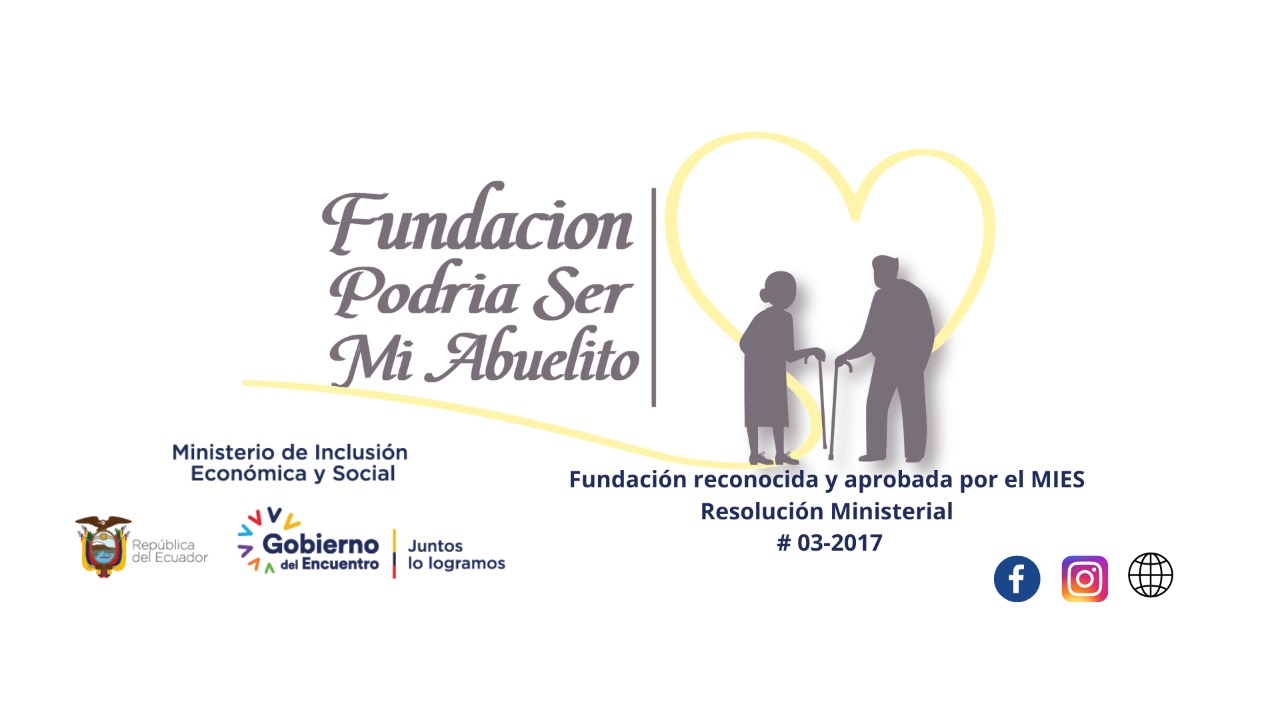 Fundacion
Podria Ser
Mi Abuelito
Ministerio de Inclusión
Económica y Social
República
del Ecuador
Gobierno
del Encuentro
Juntos
lo logramos
Fundación reconocida y aprobada por el MIES
Resolución Ministerial
# 03-2017